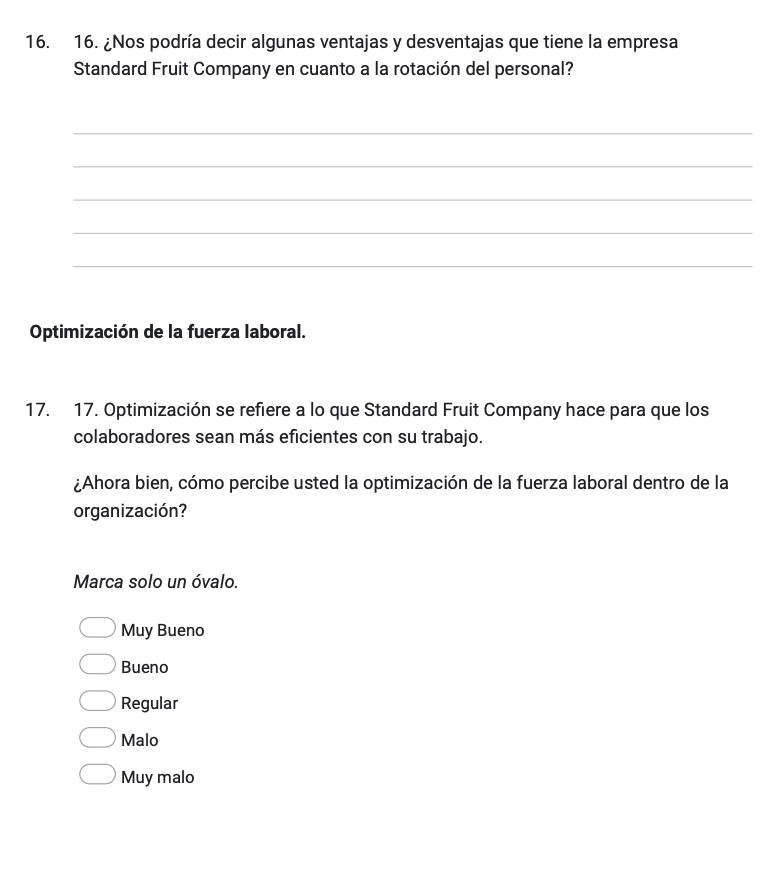 16. 16. ¿Nos podría decir algunas ventajas y desventajas que tiene la empresa
Standard Fruit Company en cuanto a la rotación del personal?
Optimización de la fuerza laboral.
17. 17. Optimización se refiere a lo que Standard Fruit Company hace para que los
colaboradores sean más eficientes con su trabajo.
¿Ahora bien, cómo percibe usted la optimización de la fuerza laboral dentro de la
organización?
Marca solo un óvalo.
Muy Bueno
Bueno
Regular
Malo
Muy malo